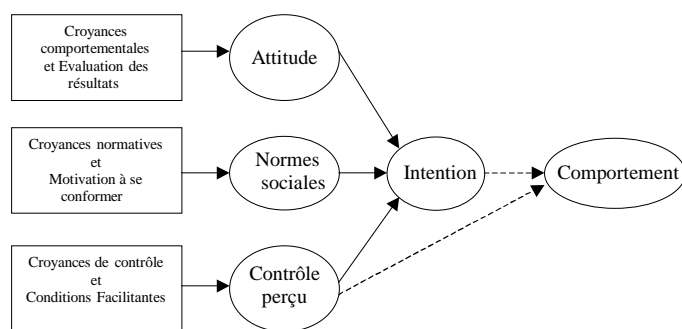 Croyances
comportementales
et Evaluation des
résultats
Attitude
Croyances normatives
et
Motivation à se
conformer
Normes
sociales
Intention
Comportement
Croyances de contrôle
et
Conditions Facilitantes
Contrôle
perçu